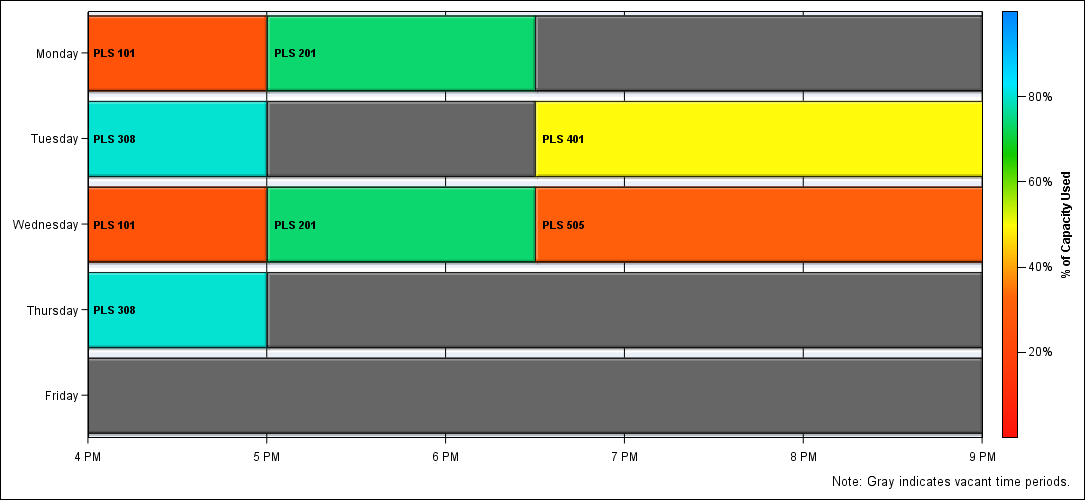 Monday
PLS 101
PLS 201
Tuesday
PLS 308
PLS 401
Wednesday
PLS 101
PLS 201
PLS 505
Thursday
PLS 308
Friday
4 PM
5 PM
6 PM
7 PM
8 PM
9 PM
80%
60%
40%
20%
% of Capacity Used
Note: Gray indicates vacant time periods.